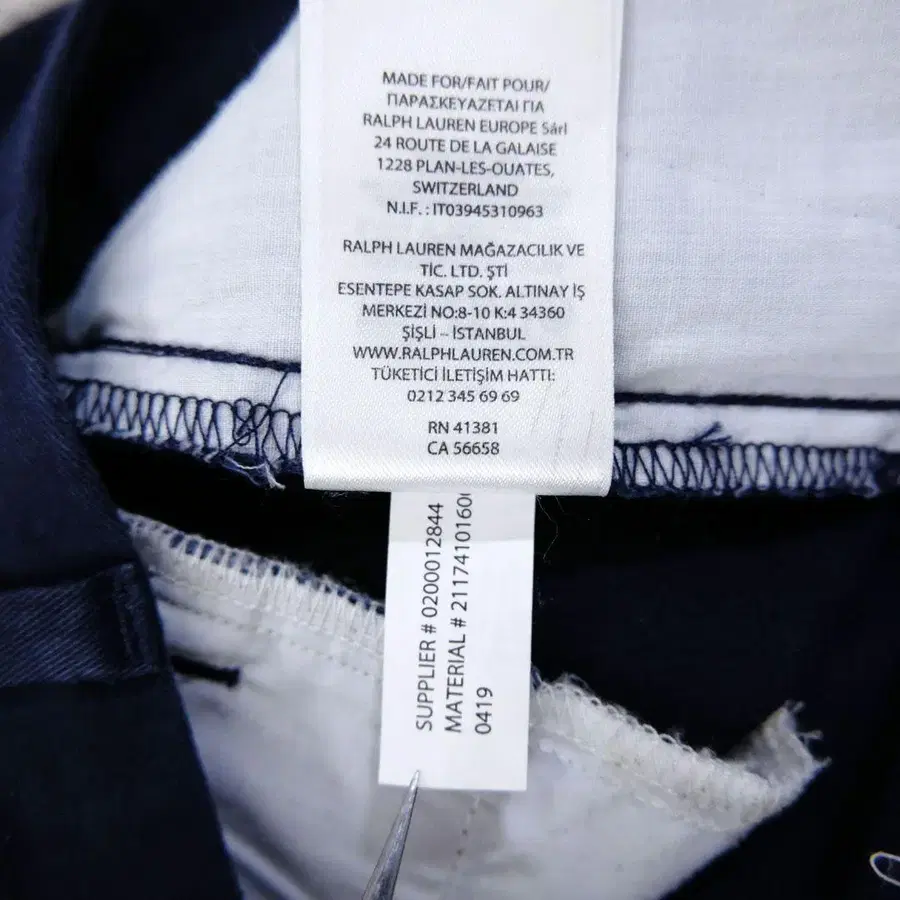 MADE FOR/FAIT POUR/
ΠΑΡΑΣΚΕΥΑΖΕΤΑΙ ΓΙΑ
RALPH LAUREN EUROPE Sárl
24 ROUTE DE LA GALAISE
1228 PLAN-LES-OUATES,
SWITZERLAND
N.I.F. : IT03945310963
RALPH LAUREN MAĞAZACILIK VE
TİC. LTD. ŞTİ
ESENTEPE KASAP SOK. ALTINAY İŞ
MERKEZİ NO:8-10 K:4 34360
ŞİŞLİ – İSTANBUL
WWW.RALPHLAUREN.COM.TR
TÜKETİCİ İLETİŞİM HATTI:
0212 345 69 69
RN 41381
CA 56658
SUPPLIER # 0200012844
MATERIAL # 21174101600
0419